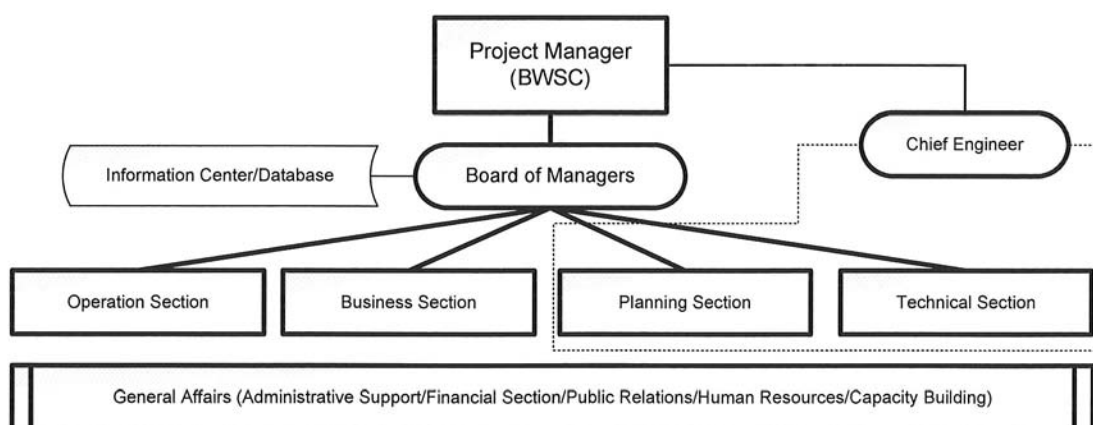 Project Manager
(BWSC)
Chief Engineer
Information Center/Database
Board of Managers
Operation Section
Business Section
Planning Section
Technical Section
General Affairs (Administrative Support/Financial Section/Public Relations/Human Resources/Capacity Building)